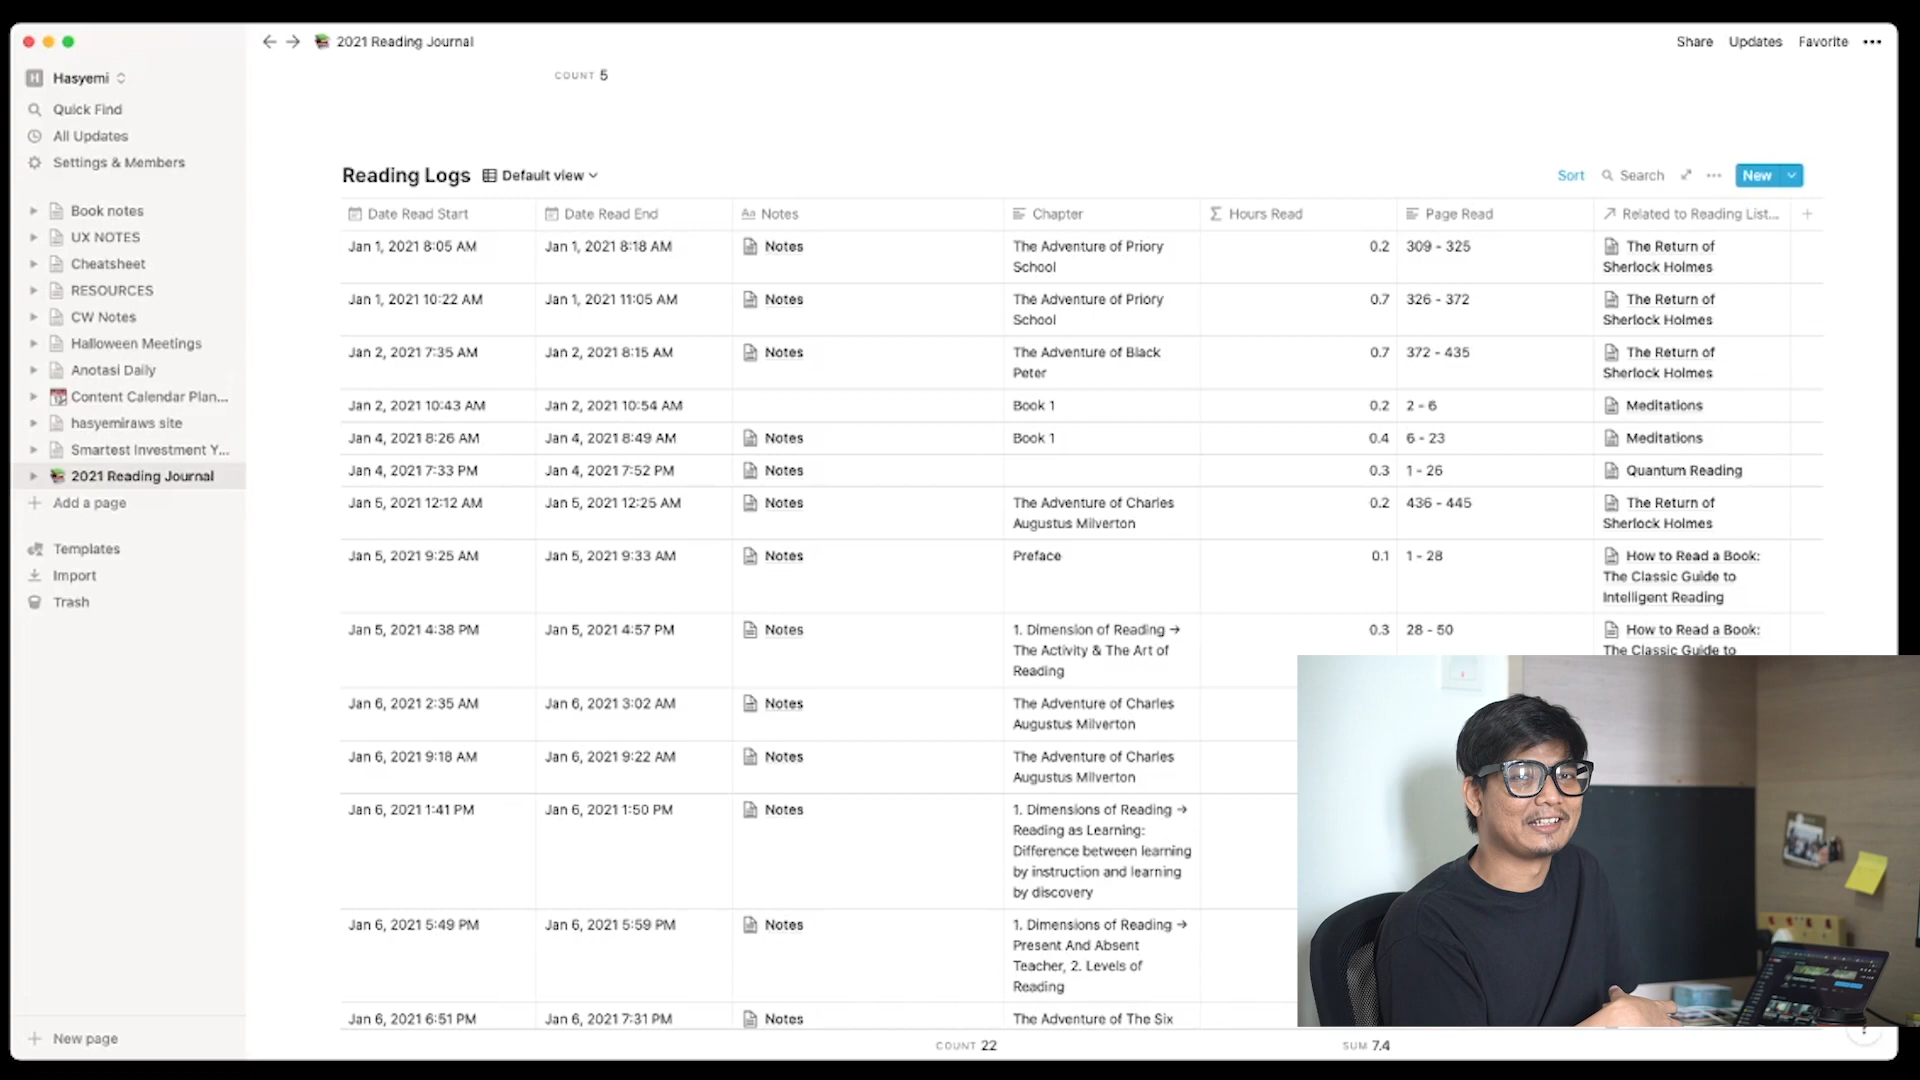 2021 Reading Journal
Share Updates Favorite
H Hasyemi
COUNT 5
Quick Find
All Updates
Settings & Members
Book notes
UX NOTES
Cheatsheet
RESOURCES
CW Notes
Halloween Meetings
Anotasi Daily
Content Calendar Plan...
hasyemiraws site
Smartest Investment Y...
2021 Reading Journal
Add a page
Templates
Import
Trash
New page
Reading Logs Default view
Sort Search New
Date Read Start Date Read End Aa Notes Chapter Σ Hours Read Page Read Related to Reading List...
Jan 1, 2021 8:05 AM Jan 1, 2021 8:18 AM Notes The Adventure of Priory 0.2 309 - 325 The Return of
School Sherlock Holmes
Jan 1, 2021 10:22 AM Jan 1, 2021 11:05 AM Notes The Adventure of Priory 0.7 326 - 372 The Return of
School Sherlock Holmes
Jan 2, 2021 7:35 AM Jan 2, 2021 8:15 AM Notes The Adventure of Black 0.7 372 - 435 The Return of
Peter Sherlock Holmes
Jan 2, 2021 10:43 AM Jan 2, 2021 10:54 AM Book 1 0.2 2 - 6 Meditations
Jan 4, 2021 8:26 AM Jan 4, 2021 8:49 AM Notes Book 1 0.4 6 - 23 Meditations
Jan 4, 2021 7:33 PM Jan 4, 2021 7:52 PM Notes 0.3 1 - 26 Quantum Reading
Jan 5, 2021 12:12 AM Jan 5, 2021 12:25 AM Notes The Adventure of Charles 0.2 436 - 445 The Return of
Augustus Milverton Sherlock Holmes
Jan 5, 2021 9:25 AM Jan 5, 2021 9:33 AM Notes Preface 0.1 1 - 28 How to Read a Book:
The Classic Guide to
Intelligent Reading
Jan 5, 2021 4:38 PM Jan 5, 2021 4:57 PM Notes 1. Dimension of Reading → 0.3 28 - 50 How to Read a Book:
The Activity & The Art of The Classic Guide to
Reading
Jan 6, 2021 2:35 AM Jan 6, 2021 3:02 AM Notes The Adventure of Charles
Augustus Milverton
Jan 6, 2021 9:18 AM Jan 6, 2021 9:22 AM Notes The Adventure of Charles
Augustus Milverton
Jan 6, 2021 1:41 PM Jan 6, 2021 1:50 PM Notes 1. Dimensions of Reading →
Reading as Learning:
Difference between learning
by instruction and learning
by discovery
Jan 6, 2021 5:49 PM Jan 6, 2021 5:59 PM Notes 1. Dimensions of Reading →
Present And Absent
Teacher, 2. Levels of
Reading
Jan 6, 2021 6:51 PM Jan 6, 2021 7:31 PM Notes The Adventure of The Six
COUNT 22 SUM 7.4